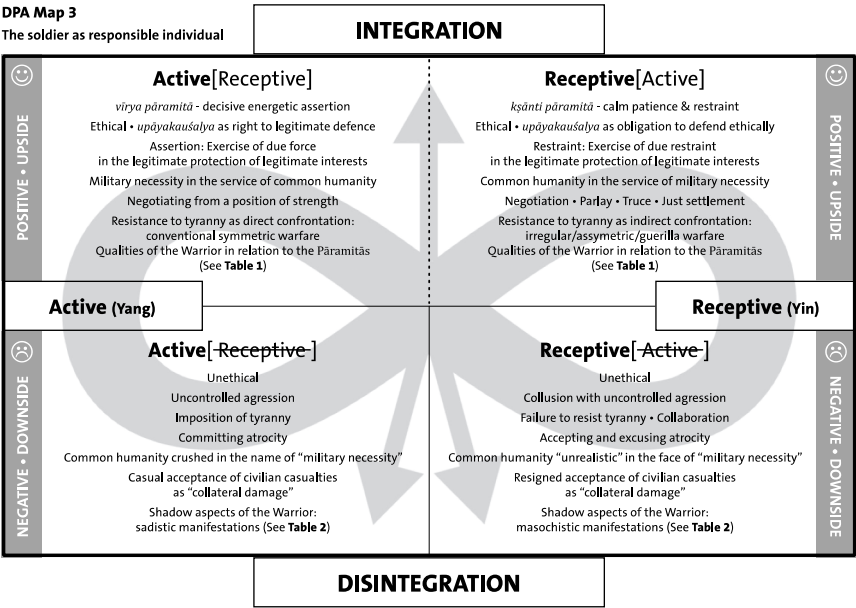 DPA Map 3
The soldier as responsible individual
INTEGRATION
POSITIVE • UPSIDE
Active[Receptive]
vīrya pāramitā - decisive energetic assertion
Ethical • upāyakauśalya as right to legitimate defence
Assertion: Exercise of due force
in the legitimate protection of legitimate interests
Military necessity in the service of common humanity
Negotiating from a position of strength
Resistance to tyranny as direct confrontation:
conventional symmetric warfare
Qualities of the Warrior in relation to the Pāramitās
(See Table 1)
Receptive[Active]
kṣānti pāramitā - calm patience & restraint
Ethical • upāyakauśalya as obligation to defend ethically
Restraint: Exercise of due restraint
in the legitimate protection of legitimate interests
Common humanity in the service of military necessity
Negotiation • Parlay • Truce • Just settlement
Resistance to tyranny as indirect confrontation:
irregular/assymetric/guerilla warfare
Qualities of the Warrior in relation to the Pāramitās
(See Table 1)
POSITIVE • UPSIDE
Active (Yang)
Receptive (Yin)
NEGATIVE • DOWNSIDE
Active[ Receptive ]
Unethical
Uncontrolled agression
Imposition of tyranny
Committing atrocity
Common humanity crushed in the name of “military necessity”
Casual acceptance of civilian casualties
as “collateral damage”
Shadow aspects of the Warrior:
sadistic manifestations (See Table 2)
Receptive[ Active ]
Unethical
Collusion with uncontrolled agression
Failure to resist tyranny • Collaboration
Accepting and excusing atrocity
Common humanity “unrealistic” in the face of “military necessity”
Resigned acceptance of civilian casualties
as “collateral damage”
Shadow aspects of the Warrior:
masochistic manifestations (See Table 2)
NEGATIVE • DOWNSIDE
DISINTEGRATION